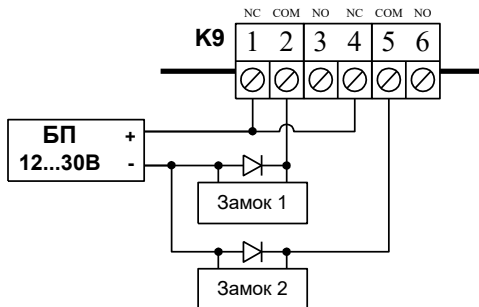 NC COM NO NC COM NO
K9 1 2 3 4 5 6
БП +
12...30В -
Замок 1
Замок 2